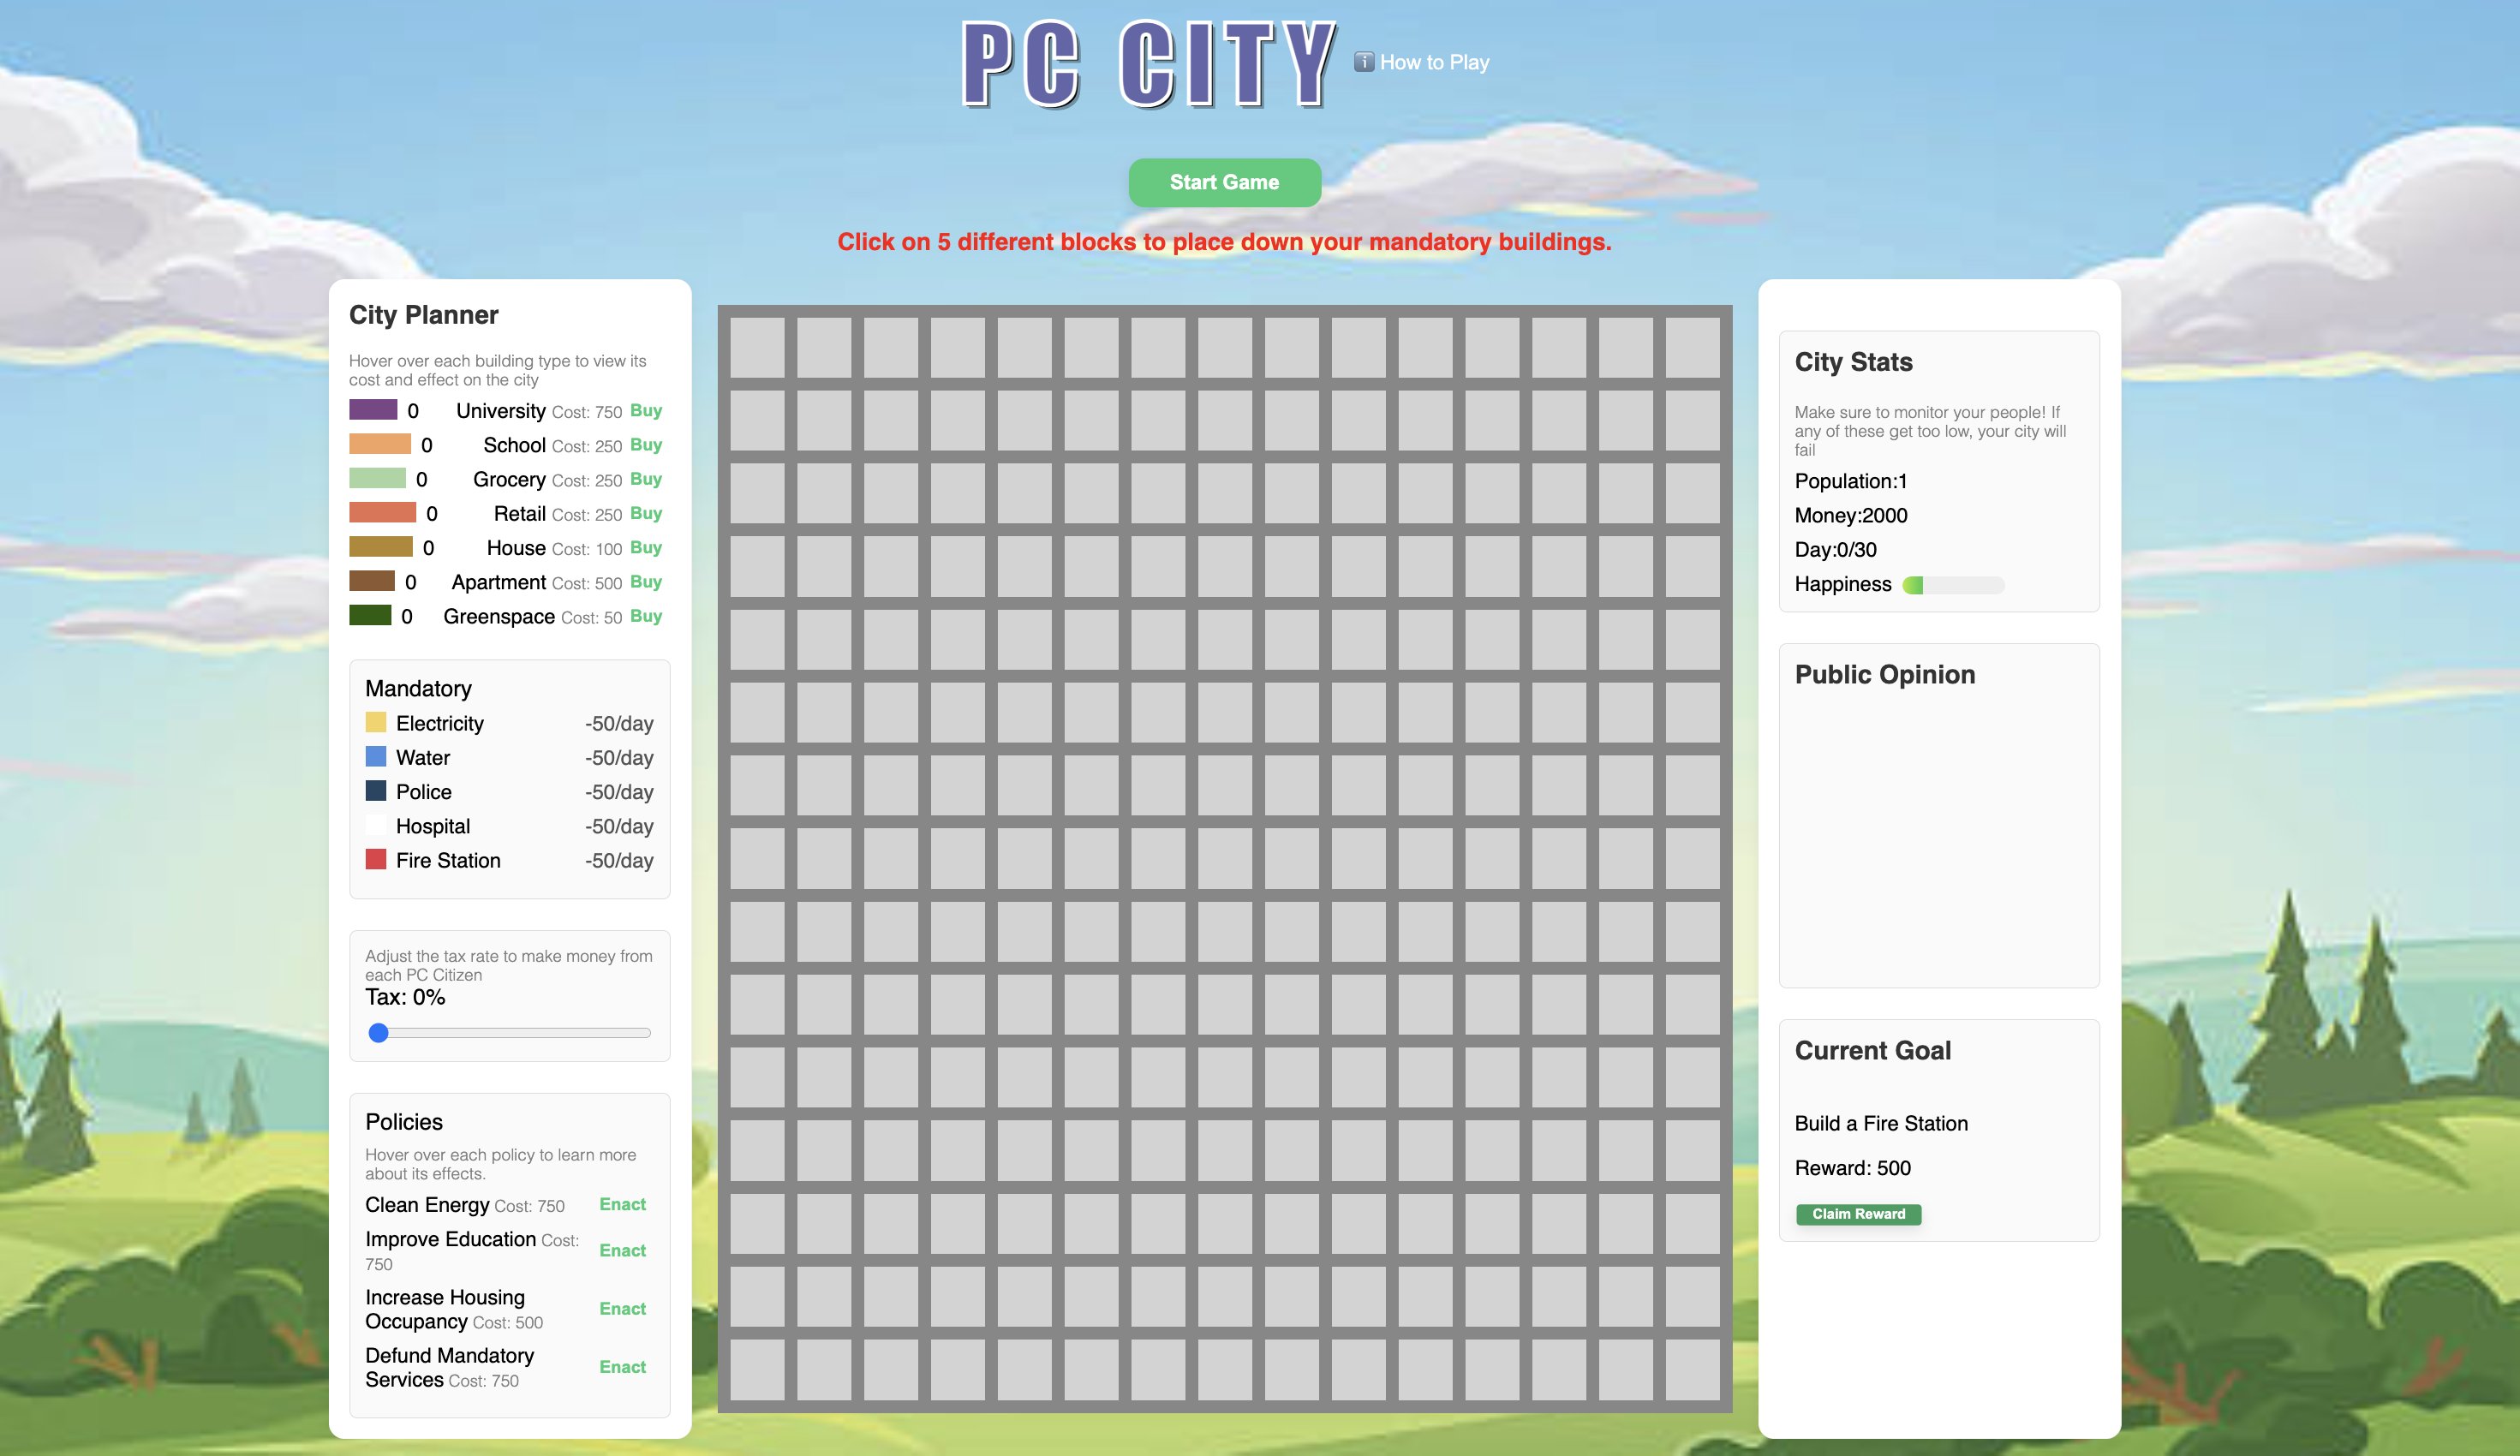 PC CITY
How to Play
Start Game
Click on 5 different blocks to place down your mandatory buildings.
City Planner
Hover over each building type to view its
cost and effect on the city
0 University Cost: 750 Buy
0 School Cost: 250 Buy
0 Grocery Cost: 250 Buy
0 Retail Cost: 250 Buy
0 House Cost: 100 Buy
0 Apartment Cost: 500 Buy
0 Greenspace Cost: 50 Buy
Mandatory
Electricity -50/day
Water -50/day
Police -50/day
Hospital -50/day
Fire Station -50/day
Adjust the tax rate to make money from
each PC Citizen
Tax: 0%
Policies
Hover over each policy to learn more
about its effects.
Clean Energy Cost: 750 Enact
Improve Education Cost:
750 Enact
Increase Housing
Occupancy Cost: 500 Enact
Defund Mandatory
Services Cost: 750 Enact
City Stats
Make sure to monitor your people! If
any of these get too low, your city will
fail
Population:1
Money:2000
Day:0/30
Happiness
Public Opinion
Current Goal
Build a Fire Station
Reward: 500
Claim Reward